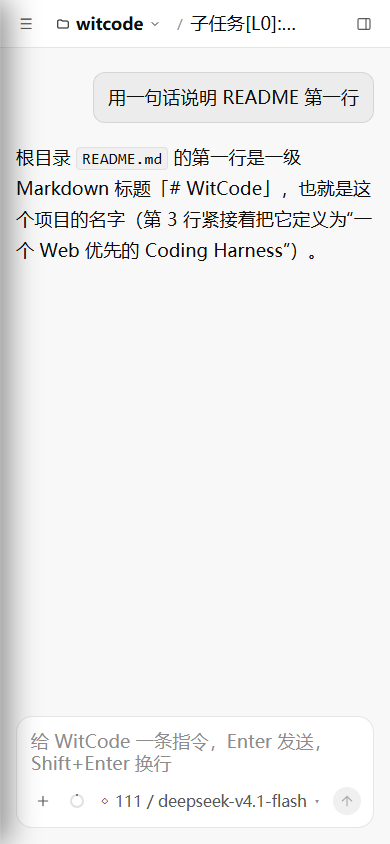 witcode / 子任务[L0]:...
用一句话说明 README 第一行
根目录 README.md 的第一行是一级
Markdown 标题「# WitCode」，也就是这
个项目的名字（第 3 行紧接着把它定义为“一
个 Web 优先的 Coding Harness”）。
给 WitCode 一条指令，Enter 发送，
Shift+Enter 换行
111 / deepseek-v4.1-flash